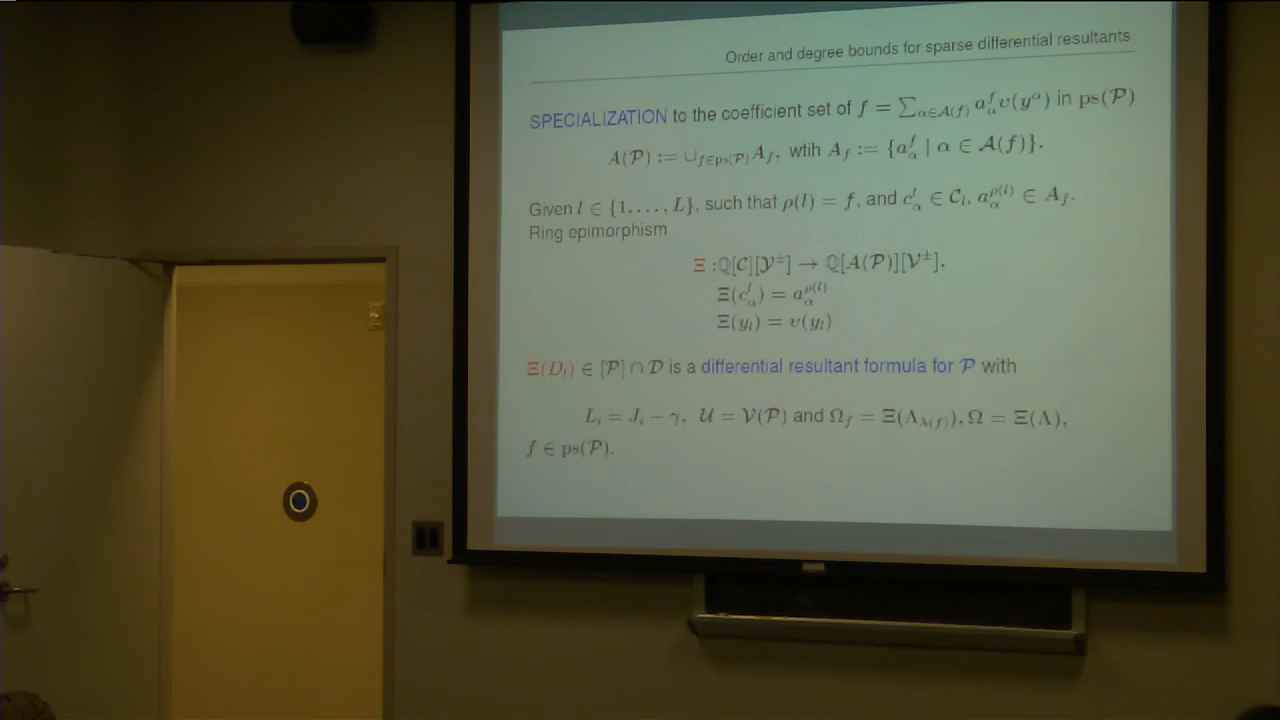 Order and degree bounds for sparse differential resultants
SPECIALIZATION to the coefficient set of f = ∑_{α∈𝒜(f)} a^f_α υ(y^α) in ps(𝒫)
A(𝒫) := ∪_{f∈ps(𝒫)} A_f, wtih A_f := {a^f_α | α ∈ 𝒜(f)}.
Given l ∈ {1, . . . , L}, such that ρ(l) = f, and c^l_α ∈ 𝒞_l, a^{ρ(l)}_α ∈ A_f.
Ring epimorphism
Ξ :ℚ[𝒞][𝒴^±] → ℚ[A(𝒫)][𝒱^±],
Ξ(c^l_α) = a^{ρ(l)}_α
Ξ(y_l) = υ(y_l)
Ξ(D_i) ∈ [𝒫] ∩ 𝒟 is a differential resultant formula for 𝒫 with
L_i = J_i − γ, 𝒰 = 𝒱(𝒫) and Ω_f = Ξ(Λ_{λ(f)}), Ω = Ξ(Λ),
f ∈ ps(𝒫).